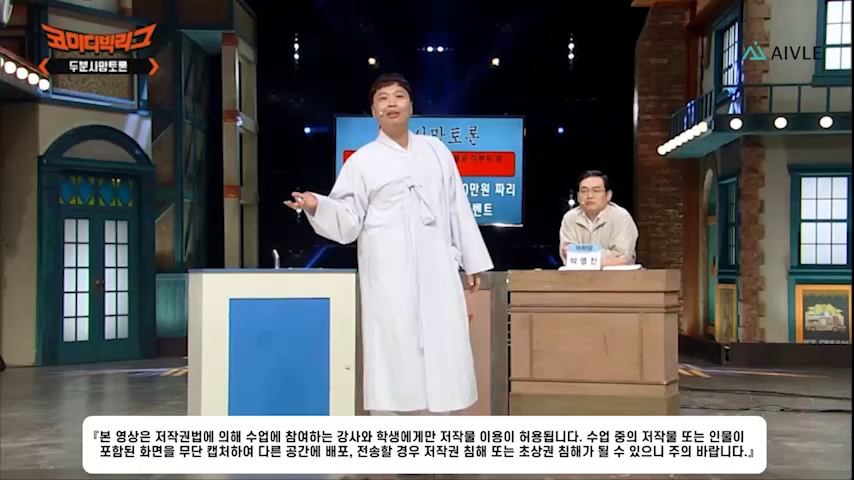 코미디빅리그
두분사망토론
AIVLE
사망토론
이벤트
0만원 짜리
벤트
박영진
『본 영상은 저작권법에 의해 수업에 참여하는 강사와 학생에게만 저작물 이용이 허용됩니다. 수업 중의 저작물 또는 인물이
포함된 화면을 무단 캡처하여 다른 공간에 배포, 전송할 경우 저작권 침해 또는 초상권 침해가 될 수 있으니 주의 바랍니다.』